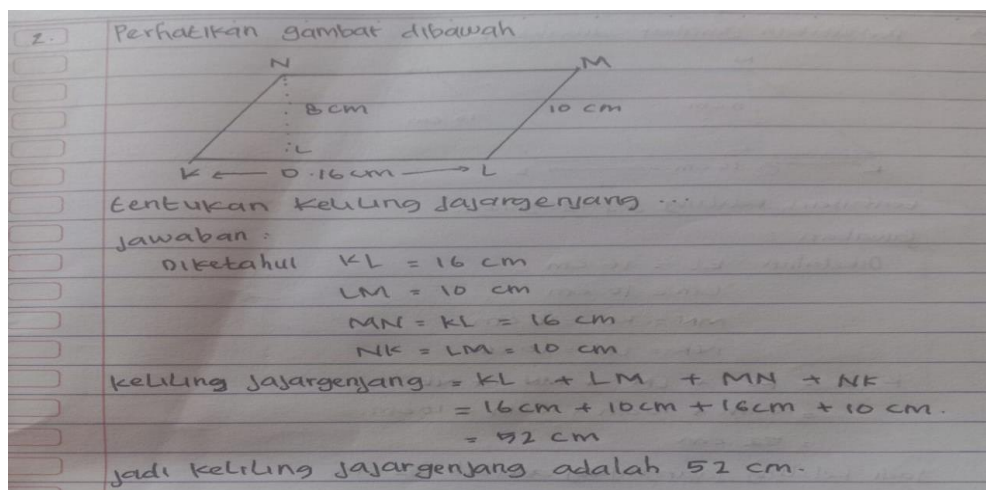 2. Perhatikan gambar dibawah
N M
8 cm 10 cm
L
K ← D 16 cm → L
tentukan keliling Jajargenjang ...
Jawaban :
Diketahui KL = 16 cm
LM = 10 cm
MN = KL = 16 cm
NK = LM = 10 cm
keliling Jajargenjang = KL + LM + MN + NK
= 16 cm + 10 cm + 16 cm + 10 cm.
= 52 cm
Jadi keliling Jajargenjang adalah 52 cm.